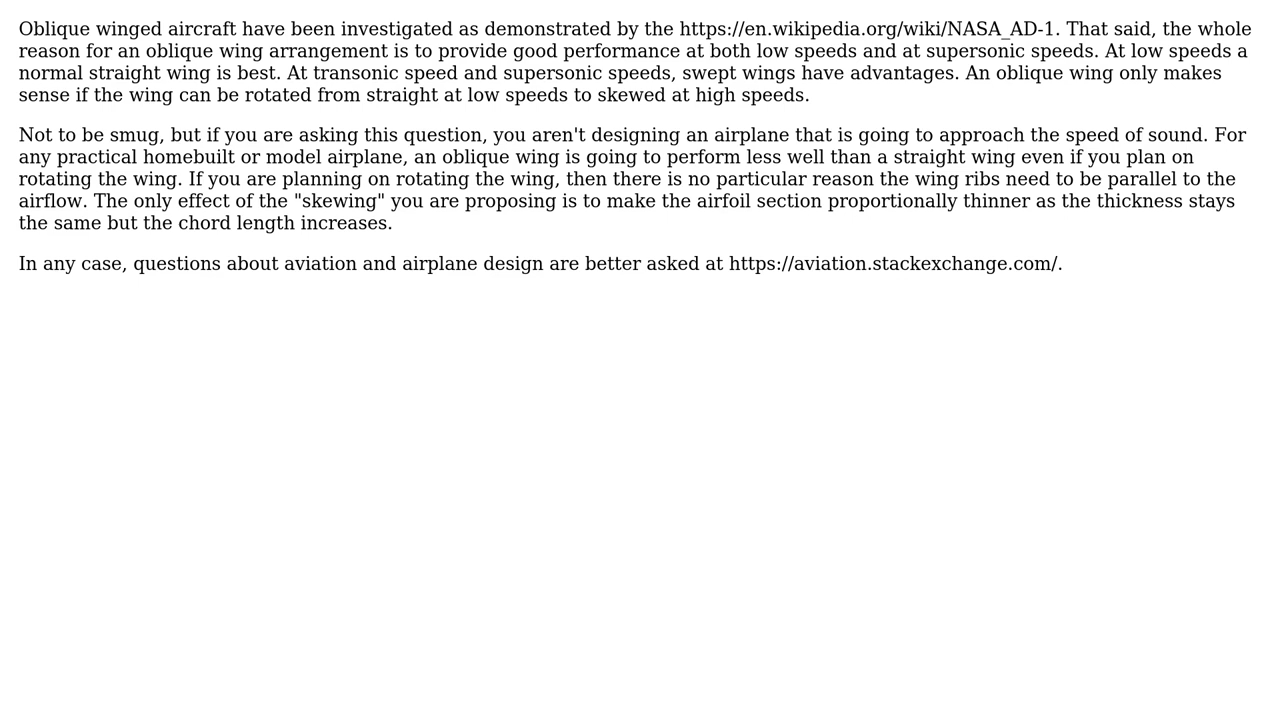 Oblique winged aircraft have been investigated as demonstrated by the https://en.wikipedia.org/wiki/NASA_AD-1. That said, the whole
reason for an oblique wing arrangement is to provide good performance at both low speeds and at supersonic speeds. At low speeds a
normal straight wing is best. At transonic speed and supersonic speeds, swept wings have advantages. An oblique wing only makes
sense if the wing can be rotated from straight at low speeds to skewed at high speeds.
Not to be smug, but if you are asking this question, you aren't designing an airplane that is going to approach the speed of sound. For
any practical homebuilt or model airplane, an oblique wing is going to perform less well than a straight wing even if you plan on
rotating the wing. If you are planning on rotating the wing, then there is no particular reason the wing ribs need to be parallel to the
airflow. The only effect of the "skewing" you are proposing is to make the airfoil section proportionally thinner as the thickness stays
the same but the chord length increases.
In any case, questions about aviation and airplane design are better asked at https://aviation.stackexchange.com/.